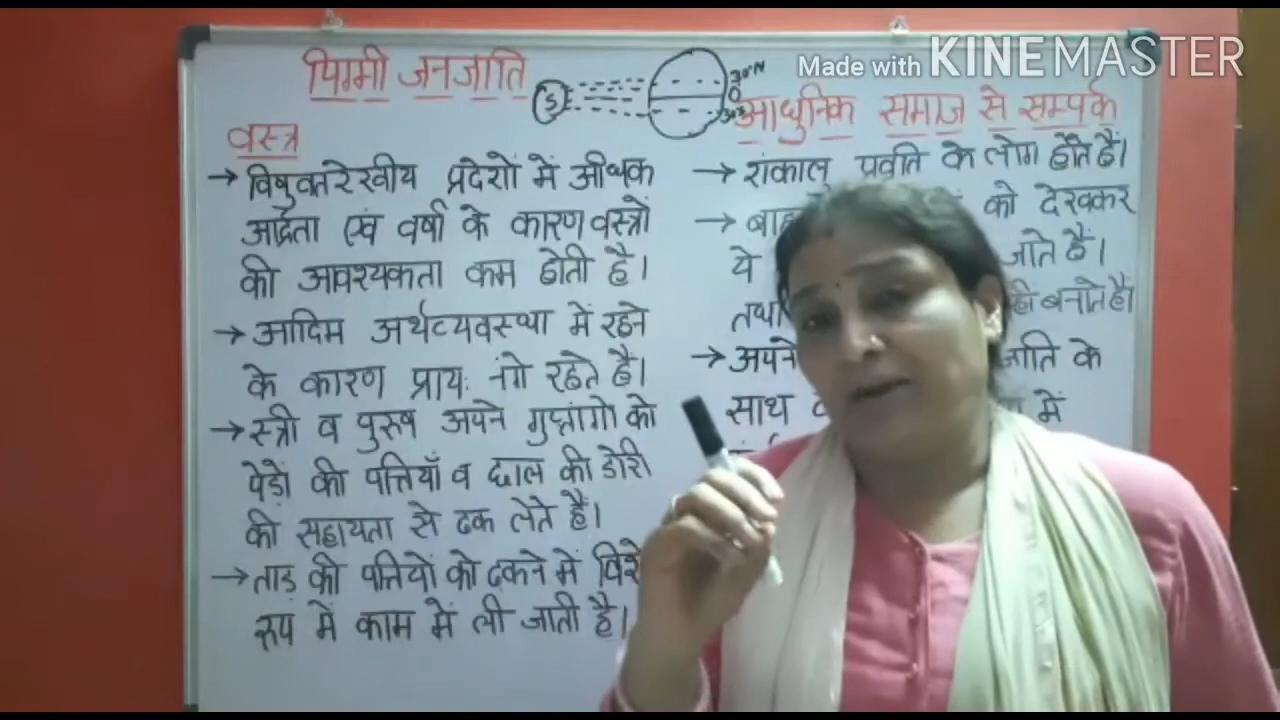 Made with KINEMASTER
पिग्मी जनजाति
S
30°N
0
30°S
वस्त्र
→ विषुवतरेखीय प्रदेशों में अधिक
आर्द्रता एवं वर्षा के कारण वस्त्रों
की आवश्यकता कम होती है।
→ आदिम अर्थव्यवस्था में रहने
के कारण प्रायः नंगे रहते है।
→ स्त्री व पुरुष अपने गुप्तांगो को
पेड़ों की पत्तियाँ व छाल की डोरी
की सहायता से ढक लेते हैं।
→ ताड़ की पत्तियों को ढकने में
रूप में काम में ली जाती है।
आधुनिक समाज से सम्पर्क
→ शंकालु प्रवृति के लोग होते हैं।
→ को देखकर
ये जाते हैं।
तथा बनाते है।
→ अपने के
साथ में